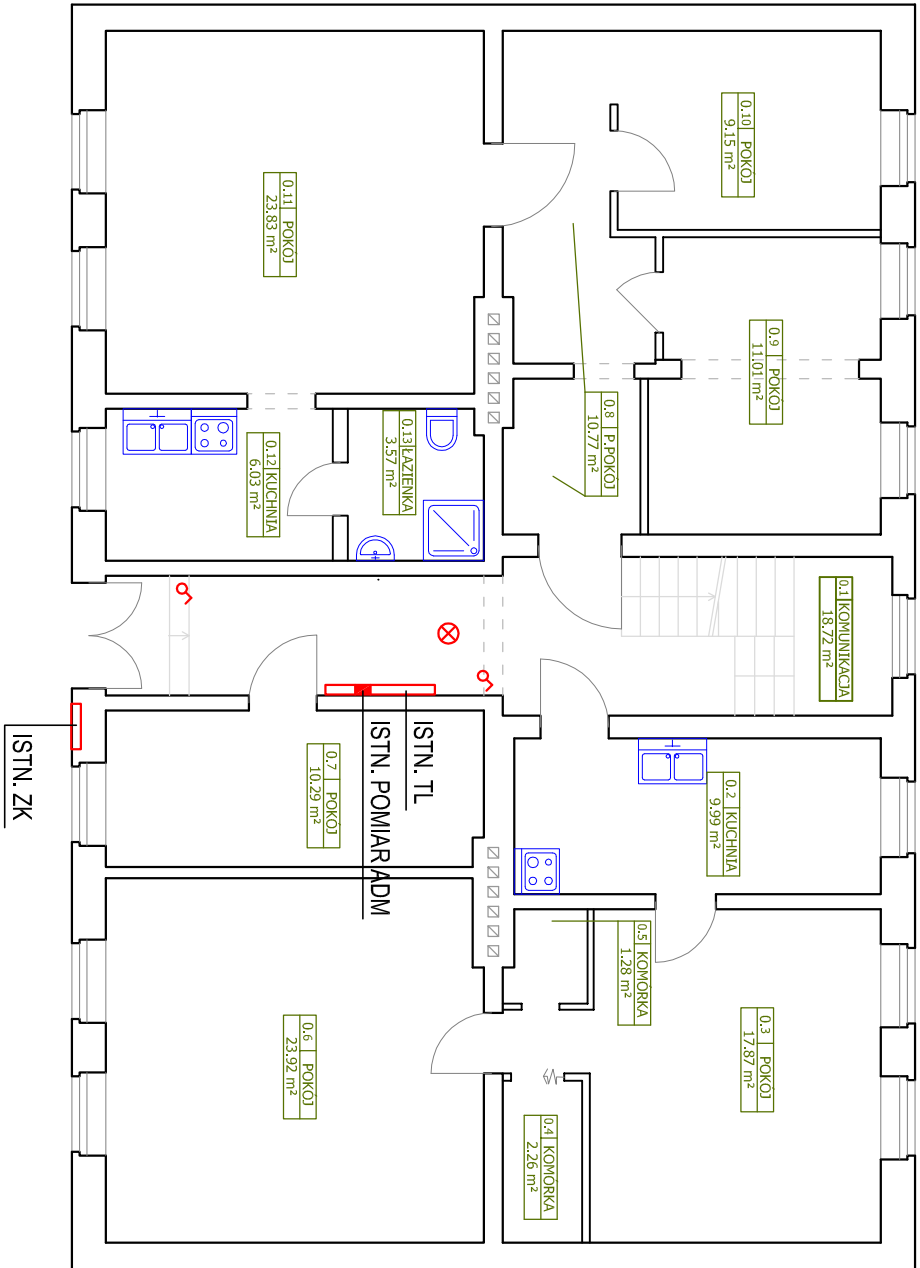 0.1 KOMUNIKACJA
18.72 m²
0.2 KUCHNIA
9.99 m²
0.3 POKÓJ
17.87 m²
0.4 KOMÓRKA
2.26 m²
0.5 KOMÓRKA
1.28 m²
0.6 POKÓJ
23.92 m²
0.7 POKÓJ
10.29 m²
0.8 P.POKÓJ
10.77 m²
0.9 POKÓJ
11.01 m²
0.10 POKÓJ
9.15 m²
0.11 POKÓJ
23.83 m²
0.12 KUCHNIA
6.03 m²
0.13 ŁAZIENKA
3.57 m²
ISTN. TL
ISTN. POMIAR ADM
ISTN. ZK